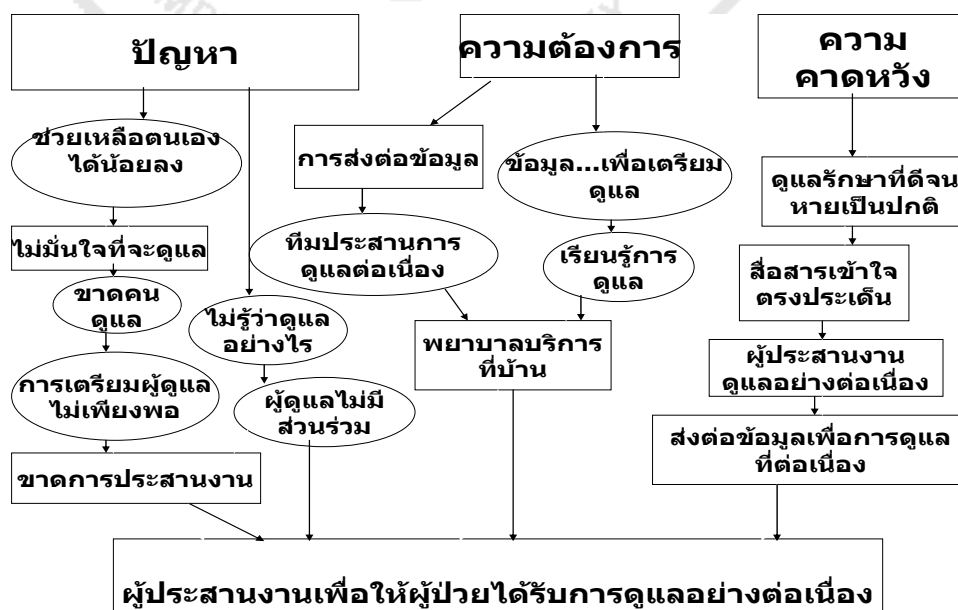 ปัญหา
ความต้องการ
ความ
คาดหวัง
ช่วยเหลือตนเอง
ได้น้อยลง
การส่งต่อข้อมูล
ข้อมูล...เพื่อเตรียม
ดูแล
ดูแลรักษาที่ดีจน
หายเป็นปกติ
ไม่มั่นใจที่จะดูแล
ทีมประสานการ
ดูแลต่อเนื่อง
เรียนรู้การ
ดูแล
สื่อสารเข้าใจ
ตรงประเด็น
ขาดคน
ดูแล
ไม่รู้ว่าดูแล
อย่างไร
พยาบาลบริการ
ที่บ้าน
ผู้ประสานงาน
ดูแลอย่างต่อเนื่อง
การเตรียมผู้ดูแล
ไม่เพียงพอ
ผู้ดูแลไม่มี
ส่วนร่วม
ส่งต่อข้อมูลเพื่อการดูแล
ที่ต่อเนื่อง
ขาดการประสานงาน
ผู้ประสานงานเพื่อให้ผู้ป่วยได้รับการดูแลอย่างต่อเนื่อง